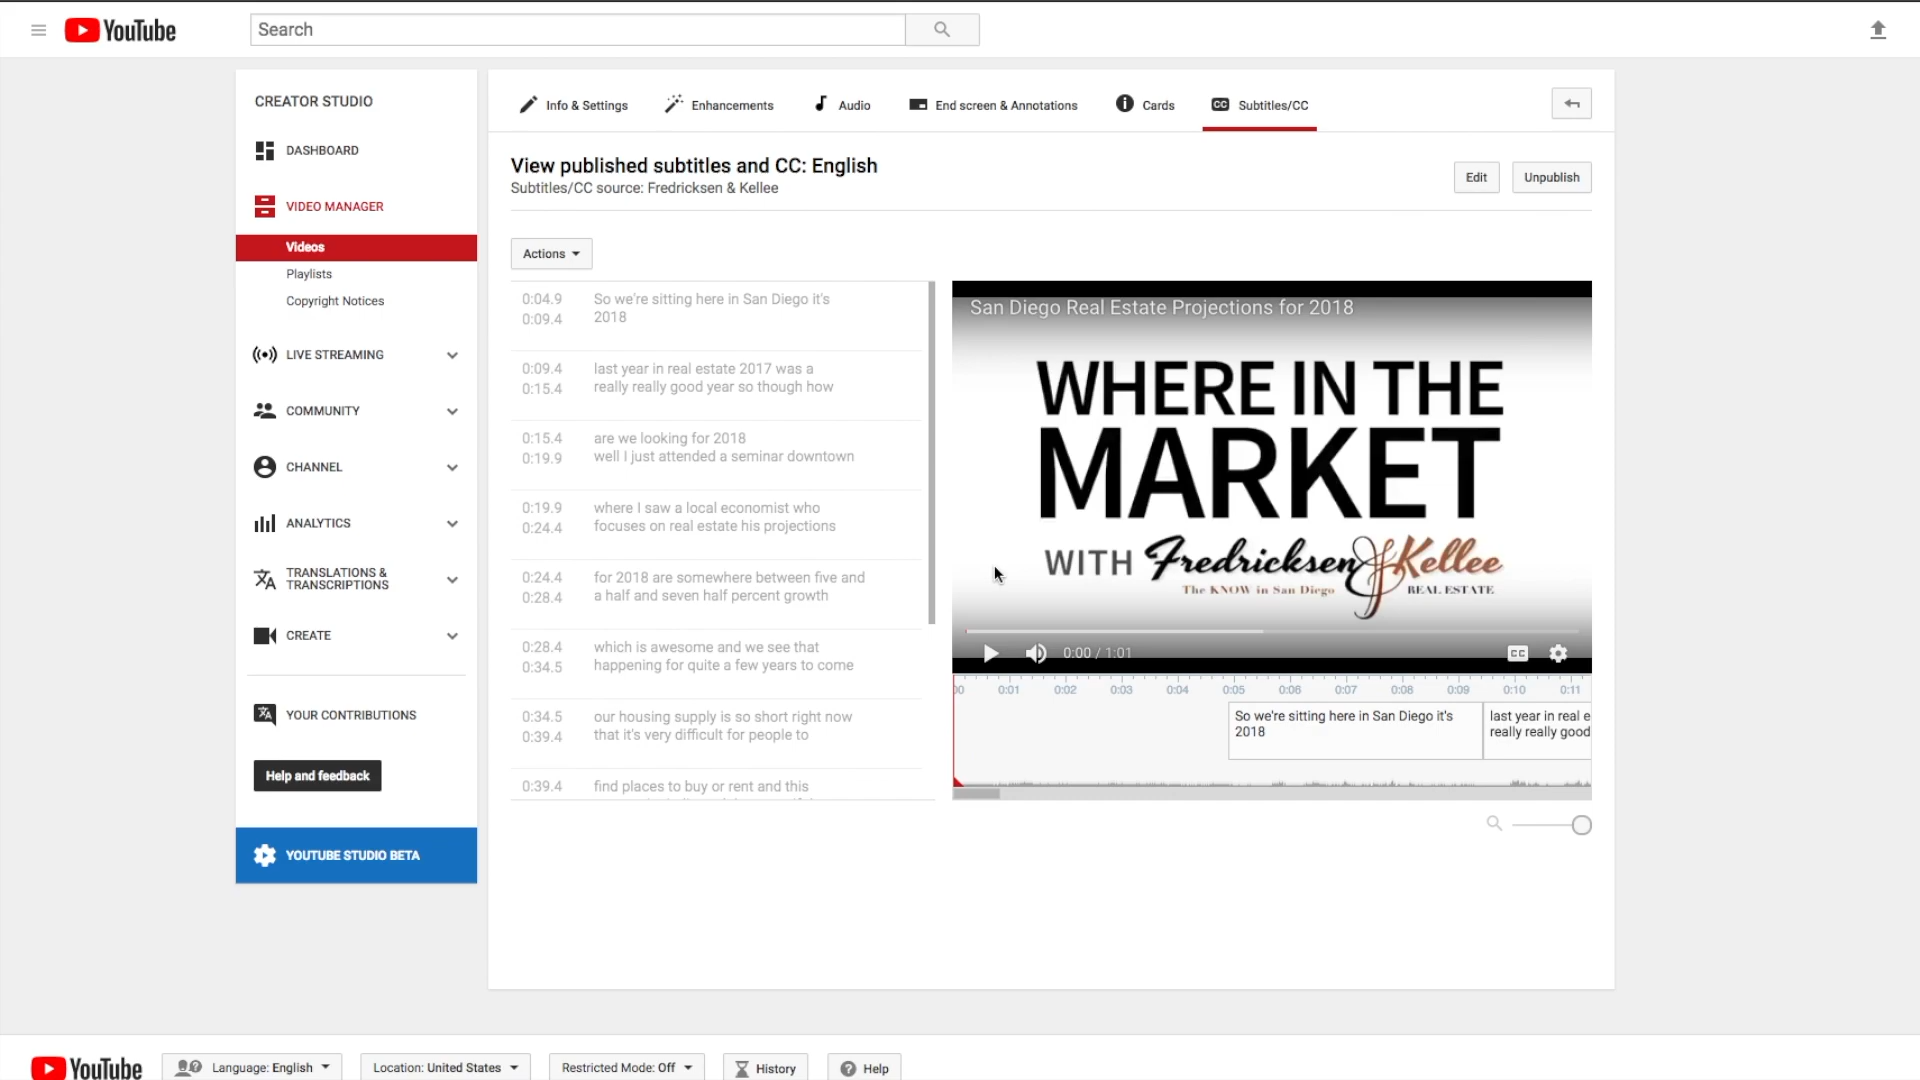 YouTube
Search
CREATOR STUDIO
DASHBOARD
VIDEO MANAGER
Videos
Playlists
Copyright Notices
LIVE STREAMING
COMMUNITY
CHANNEL
ANALYTICS
TRANSLATIONS &
TRANSCRIPTIONS
CREATE
YOUR CONTRIBUTIONS
Help and feedback
YOUTUBE STUDIO BETA
Info & Settings
Enhancements
Audio
End screen & Annotations
Cards
CC Subtitles/CC
View published subtitles and CC: English
Subtitles/CC source: Fredricksen & Kellee
Edit
Unpublish
Actions
0:04.9 So we're sitting here in San Diego it's
0:09.4 2018
0:09.4 last year in real estate 2017 was a
0:15.4 really really good year so though how
0:15.4 are we looking for 2018
0:19.9 well I just attended a seminar downtown
0:19.9 where I saw a local economist who
0:24.4 focuses on real estate his projections
0:24.4 for 2018 are somewhere between five and
0:28.4 a half and seven half percent growth
0:28.4 which is awesome and we see that
0:34.5 happening for quite a few years to come
0:34.5 our housing supply is so short right now
0:39.4 that it's very difficult for people to
0:39.4 find places to buy or rent and this
San Diego Real Estate Projections for 2018
WHERE IN THE
MARKET
WITH Fredricksen & Kellee
The KNOW in San Diego REAL ESTATE
0:00 / 1:01
CC
00 0:01 0:02 0:03 0:04 0:05 0:06 0:07 0:08 0:09 0:10 0:11
So we're sitting here in San Diego it's
2018
last year in real e
really really good
YouTube
Language: English
Location: United States
Restricted Mode: Off
History
Help